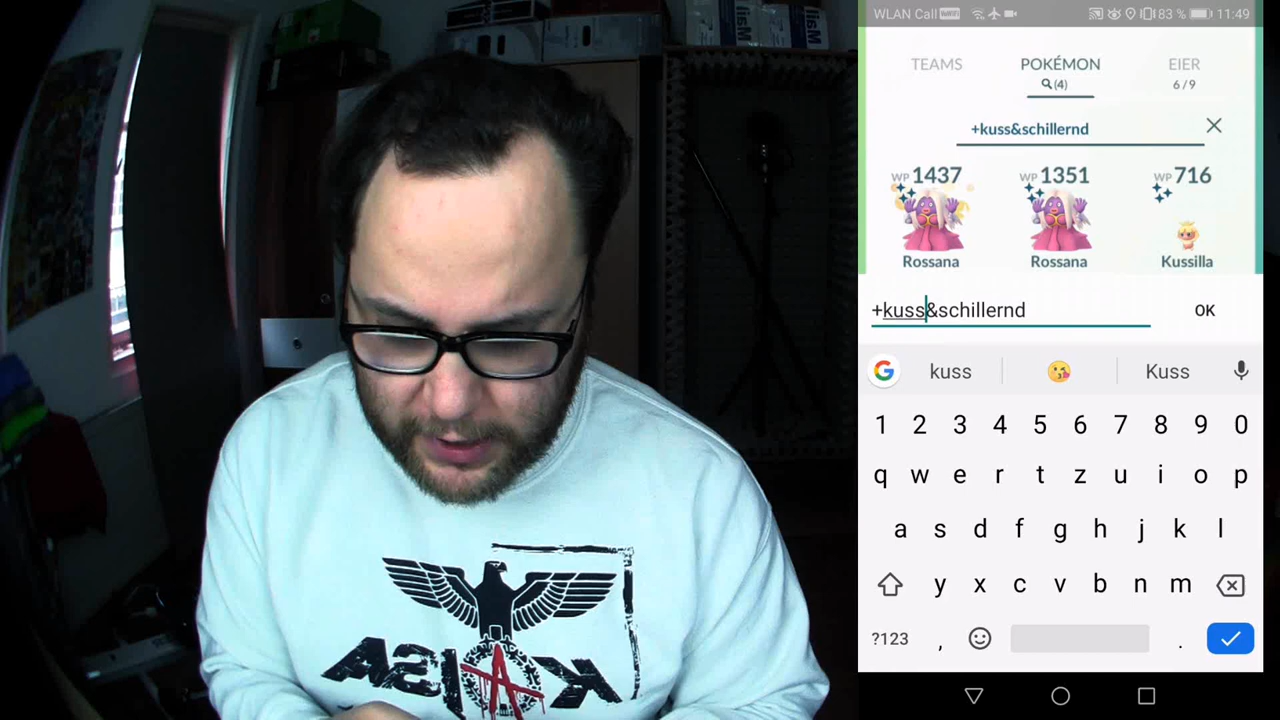 WLAN Call 83 % 11:49
TEAMS POKÉMON EIER
(4) 6/9
+kuss&schillernd
WP 1437 WP 1351 WP 716
Rossana Rossana Kussilla
+kuss&schillernd OK
kuss Kuss
1 2 3 4 5 6 7 8 9 0
q w e r t z u i o p
a s d f g h j k l
y x c v b n m
?123 , .